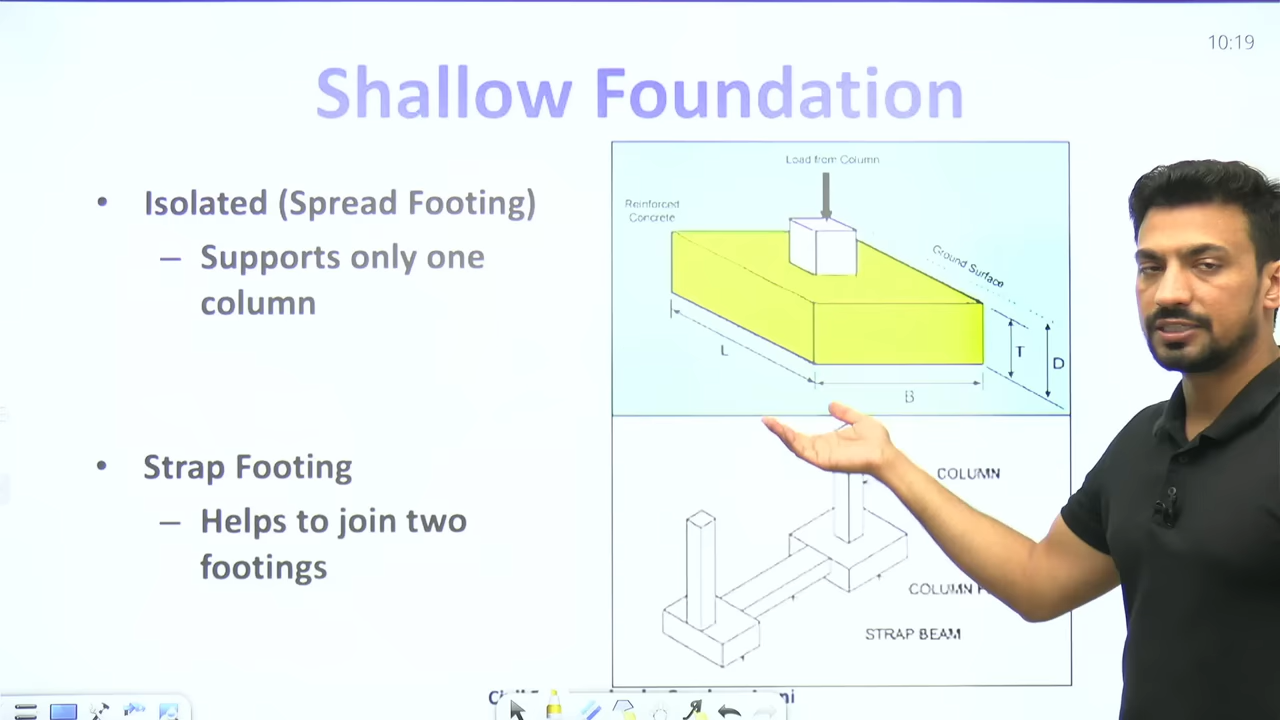 10:19
Shallow Foundation
• Isolated (Spread Footing)
– Supports only one
column
• Strap Footing
– Helps to join two
footings
Load from Column
Reinforced
Concrete
Ground Surface
L
B
T
D
COLUMN
COLUMN
STRAP BEAM